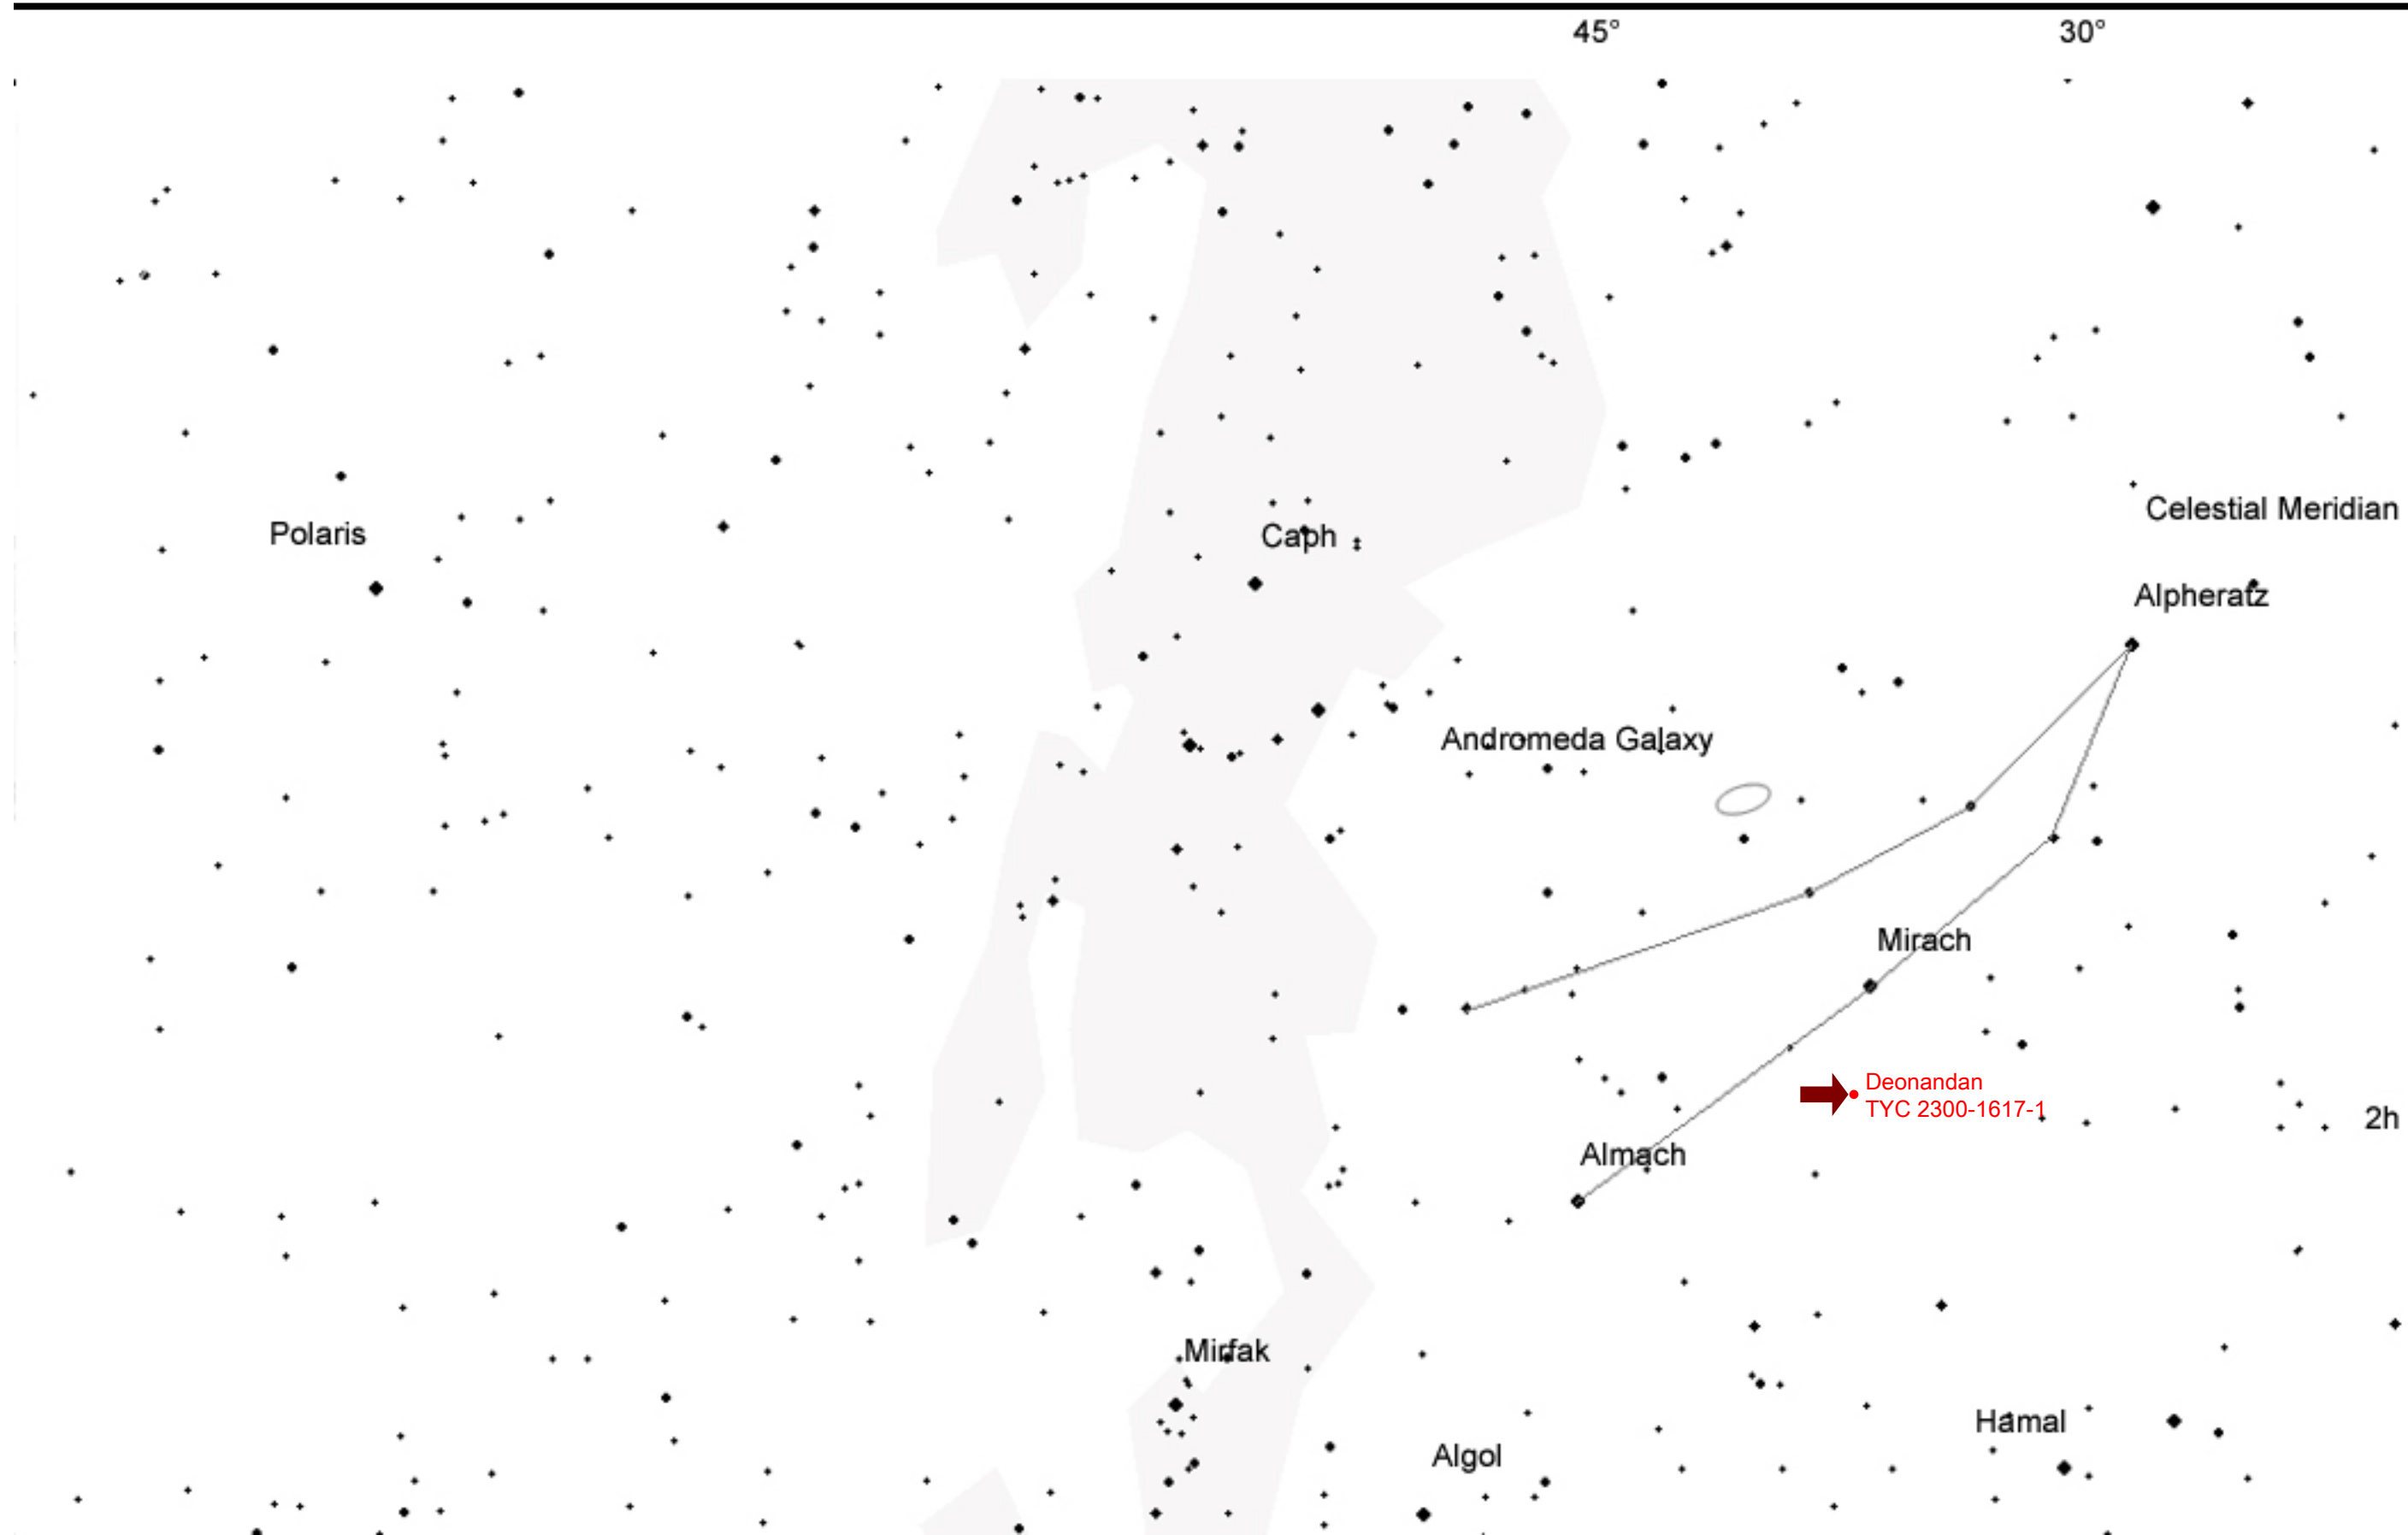 45° 30°
Celestial Meridian
Polaris
Caph
Alpheratz
Andromeda Galaxy
Mirach
Deonandan
TYC 2300-1617-1
2h
Almach
Mirfak
Hamal
Algol